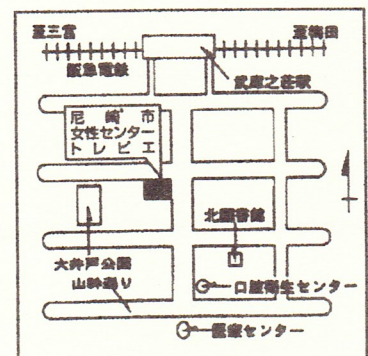 至三宮
至梅田
阪急電鉄
武庫之荘駅
尼崎市
女性センター
トレピエ
北図書館
大井戸公園
山幹通り
口腔衛生センター
医療センター